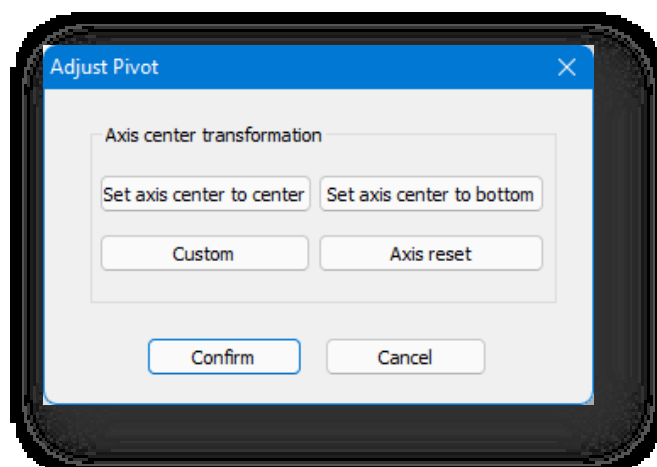 Adjust Pivot
Axis center transformation
Set axis center to center Set axis center to bottom
Custom Axis reset
Confirm Cancel